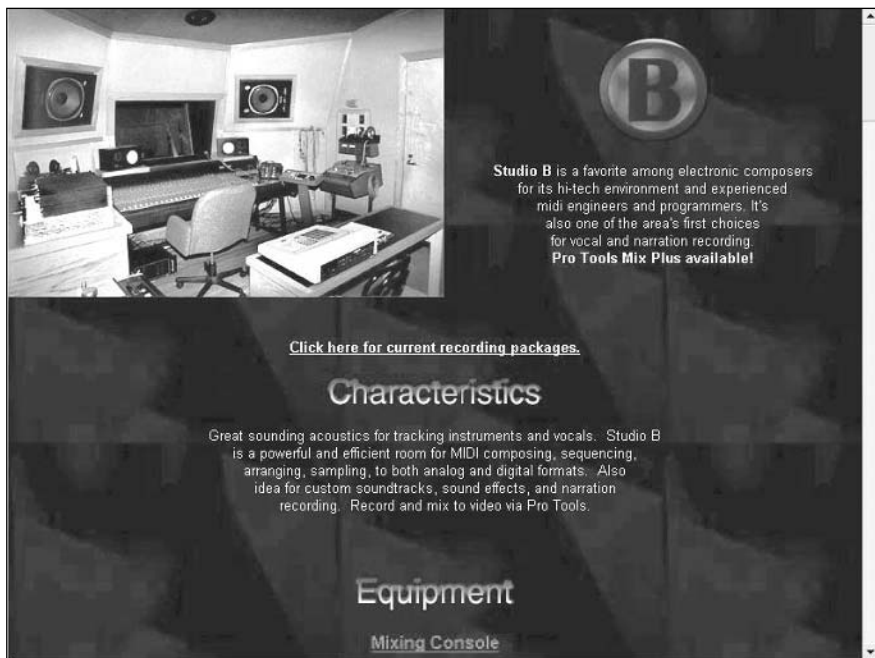 B
Studio B is a favorite among electronic composers
for its hi-tech environment and experienced
midi engineers and programmers. It's
also one of the area's first choices
for vocal and narration recording.
Pro Tools Mix Plus available!
Click here for current recording packages.
Characteristics
Great sounding acoustics for tracking instruments and vocals. Studio B
is a powerful and efficient room for MIDI composing, sequencing,
arranging, sampling, to both analog and digital formats. Also
idea for custom soundtracks, sound effects, and narration
recording. Record and mix to video via Pro Tools.
Equipment
Mixing Console